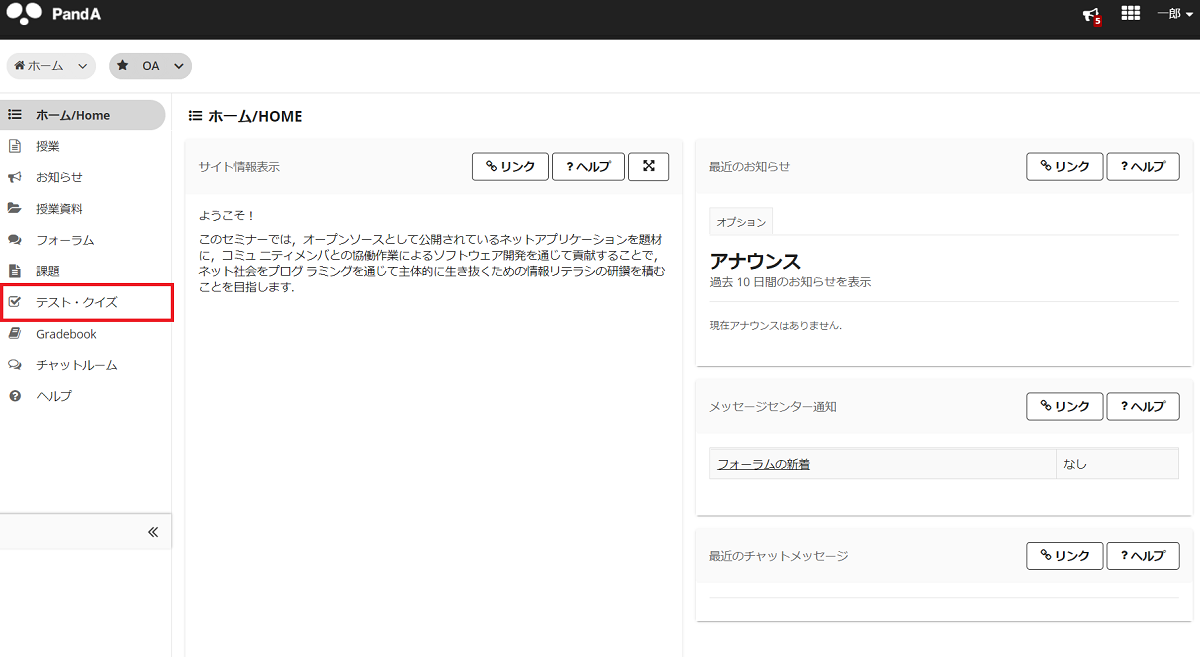 PandA
5
一郎
ホーム
OA
ホーム/Home
授業
お知らせ
授業資料
フォーラム
課題
テスト・クイズ
Gradebook
チャットルーム
ヘルプ
ホーム/HOME
サイト情報表示
リンク
?ヘルプ
ようこそ！
このセミナーでは，オープンソースとして公開されているネットアプリケーションを題材
に，コミュ ニティメンバとの協働作業によるソフトウェア開発を通じて貢献することで，
ネット社会をプログ ラミングを通じて主体的に生き抜くための情報リテラシの研鑽を積む
ことを目指します.
最近のお知らせ
リンク
?ヘルプ
オプション
アナウンス
過去 10 日間のお知らせを表示
現在アナウンスはありません.
メッセージセンター通知
リンク
?ヘルプ
フォーラムの新着
なし
最近のチャットメッセージ
リンク
?ヘルプ